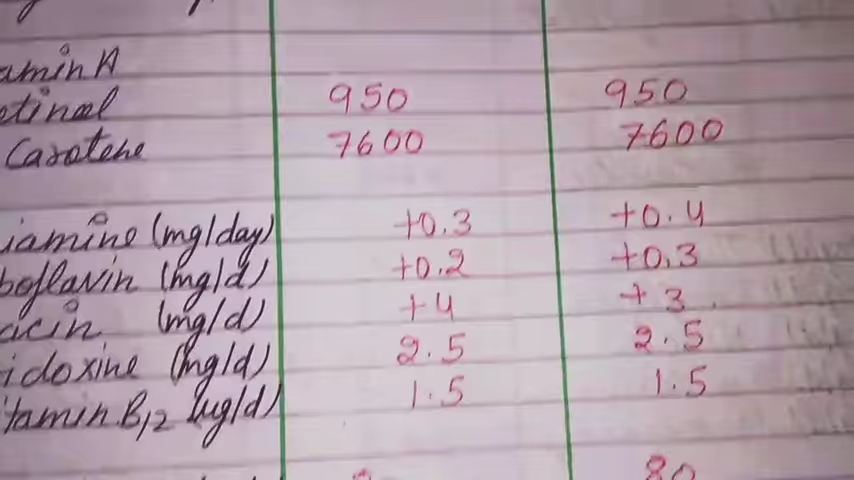 amin A
etinol 950 950
Carotene 7600 7600
iamine (mg/day) +0.3 +0.4
boflavin (mg/d) +0.2 +0.3
acin (mg/d) +4 +3
idoxine (mg/d) 2.5 2.5
itamin B12 (ug/d) 1.5 1.5
80